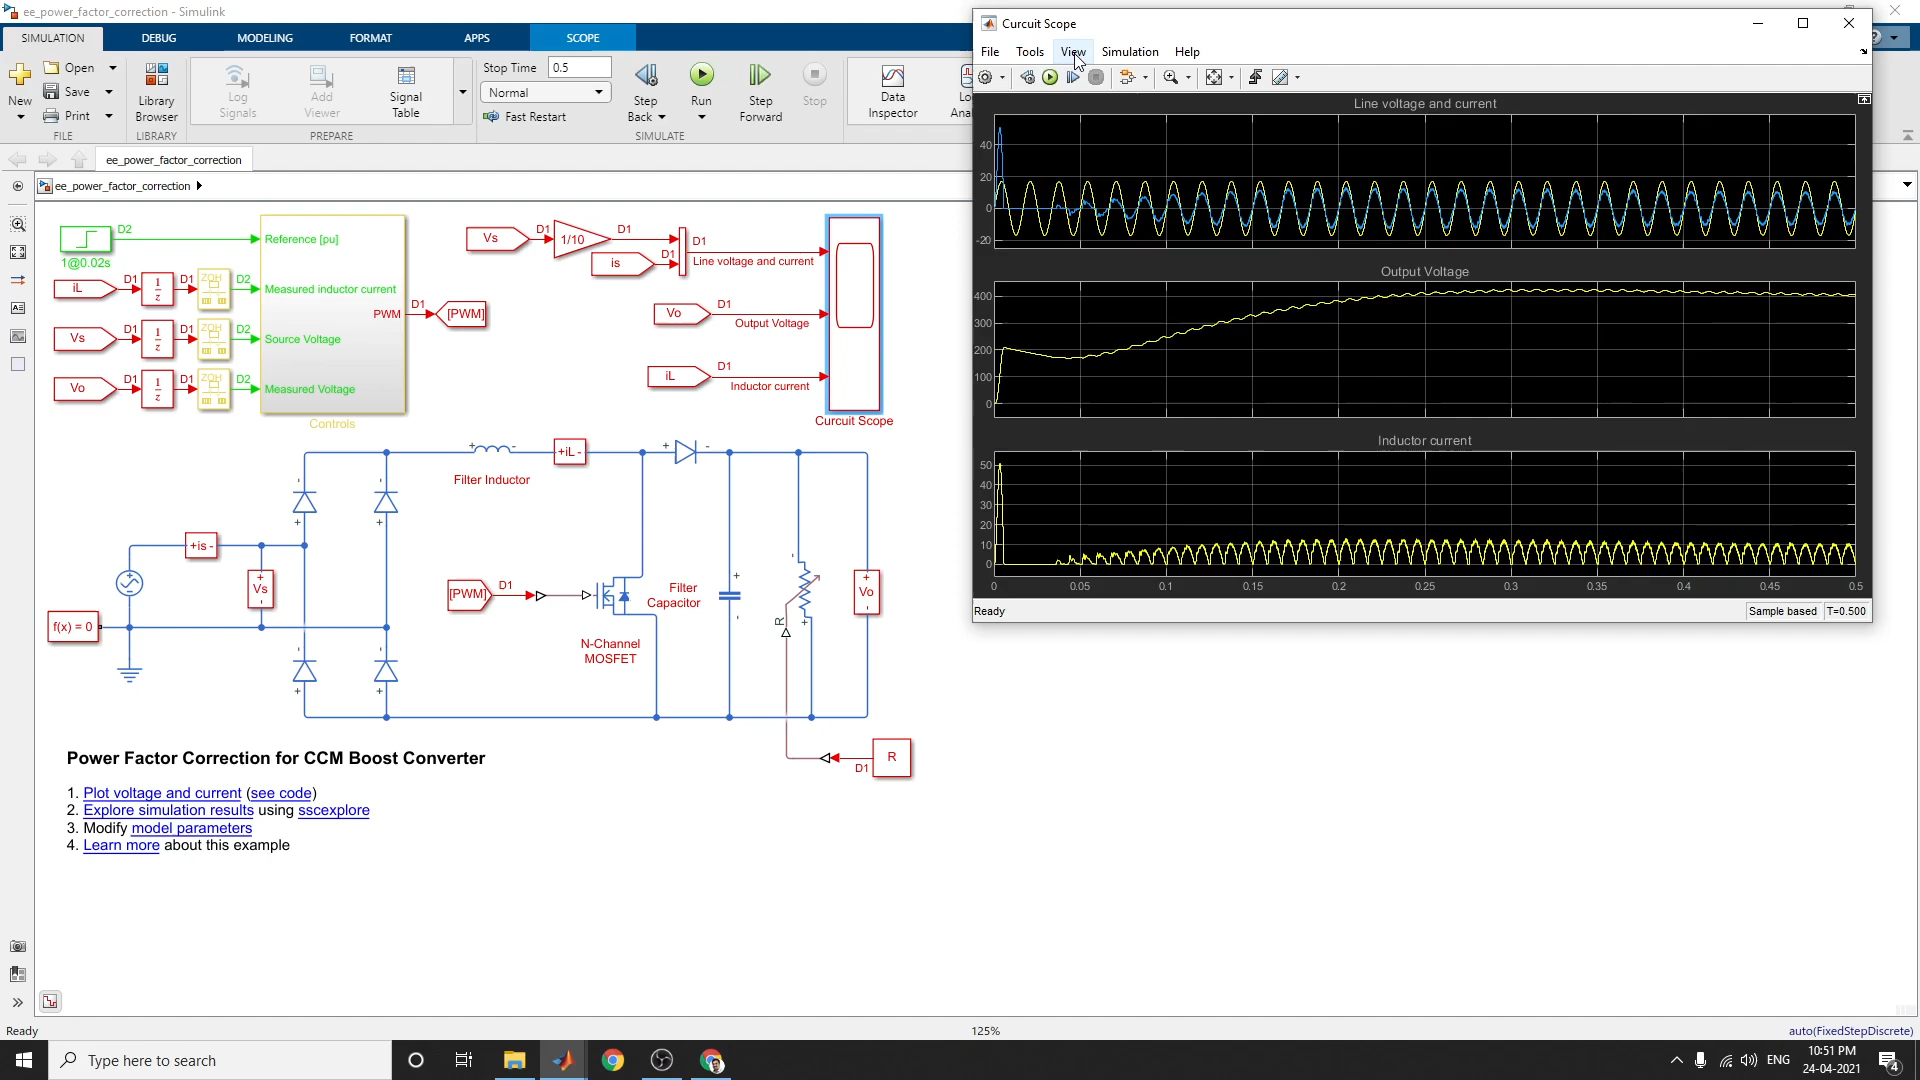 ee_power_factor_correction - Simulink
SIMULATION
DEBUG
MODELING
FORMAT
APPS
SCOPE
New
Open
Save
Print
FILE
Library
Browser
LIBRARY
Log
Signals
Add
Viewer
Signal
Table
PREPARE
Stop Time 0.5
Normal
Fast Restart
Step
Back
Run
Step
Forward
Stop
SIMULATE
Data
Inspector
ee_power_factor_correction
ee_power_factor_correction
D2
1@0.02s
iL D1 1/z D1 ZOH D2
Vs D1 1/z D1 ZOH D2
Vo D1 1/z D1 ZOH D2
Reference [pu]
Measured inductor current
PWM
Source Voltage
Measured Voltage
Controls
D1
[PWM]
Vs D1 1/10 D1
is D1
D1
Line voltage and current
Vo D1
Output Voltage
iL D1
Inductor current
Curcuit Scope
+ -
Filter Inductor
+iL -
+ -
+is -
+
Vs
-
f(x) = 0
[PWM] D1
N-Channel
MOSFET
Filter
Capacitor
R
+
Vo
-
R
D1
Power Factor Correction for CCM Boost Converter
1. Plot voltage and current (see code)
2. Explore simulation results using sscexplore
3. Modify model parameters
4. Learn more about this example
Curcuit Scope
File Tools View Simulation Help
Line voltage and current
40
20
0
-20
Output Voltage
400
300
200
100
0
Inductor current
50
40
30
20
10
0
0 0.05 0.1 0.15 0.2 0.25 0.3 0.35 0.4 0.45 0.5
Ready
Sample based T=0.500
Ready
125%
auto(FixedStepDiscrete)
Type here to search
ENG
10:51 PM
24-04-2021
4